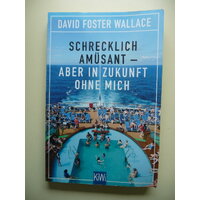 DAVID FOSTER WALLACE
SCHRECKLICH
AMÜSANT –
ABER IN ZUKUNFT
OHNE MICH
KiWi